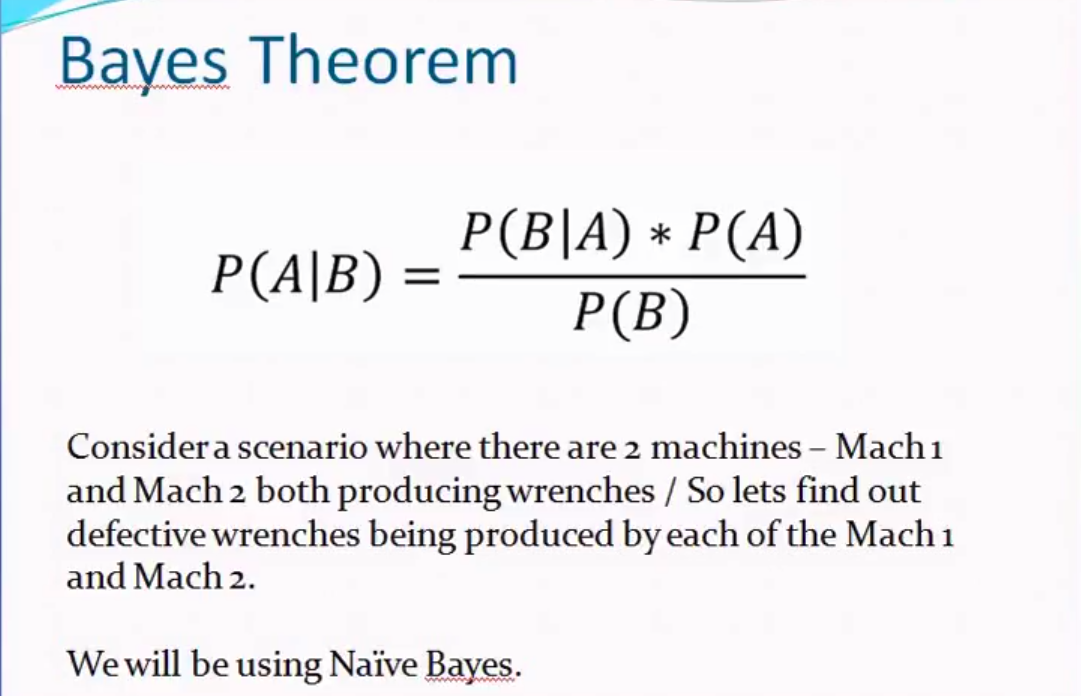 Bayes Theorem
P(A|B) = P(B|A) * P(A) / P(B)
Consider a scenario where there are 2 machines – Mach 1
and Mach 2 both producing wrenches / So lets find out
defective wrenches being produced by each of the Mach 1
and Mach 2.
We will be using Naïve Bayes.